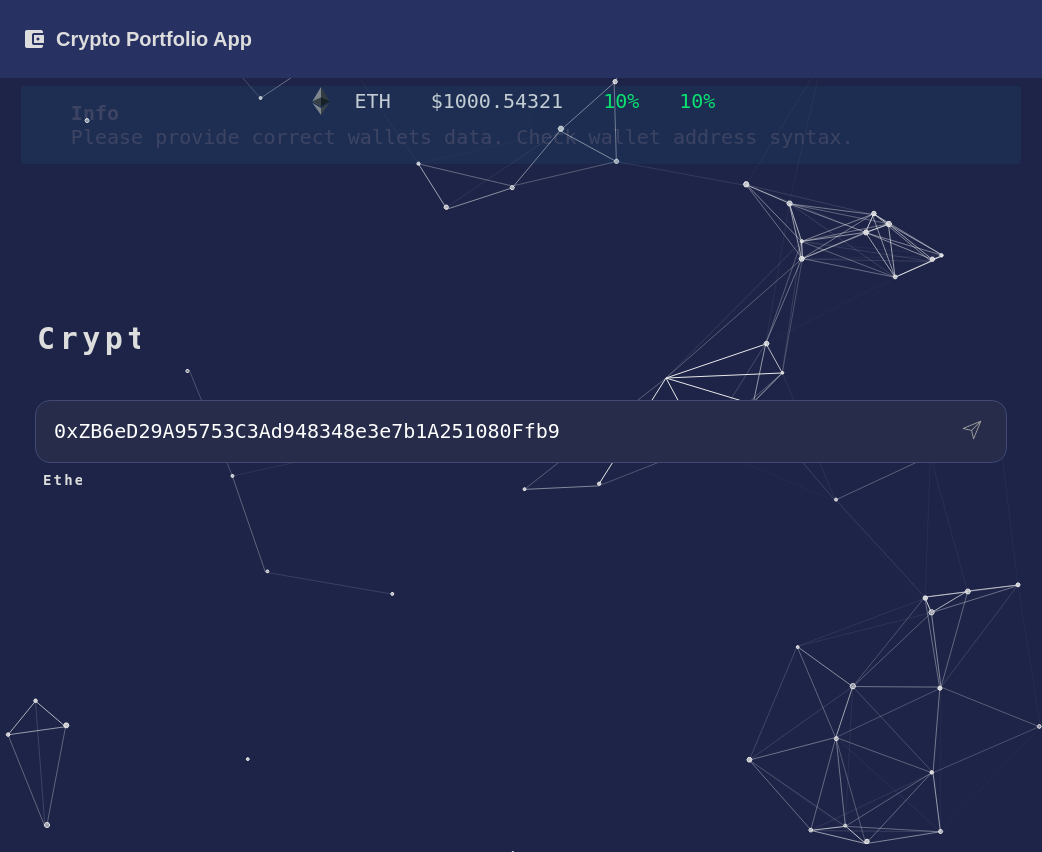 Crypto Portfolio App
ETH $1000.54321 10% 10%
Info
Please provide correct wallets data. Check wallet address syntax.
Crypt
0xZB6eD29A95753C3Ad948348e3e7b1A251080Ffb9
Ethe